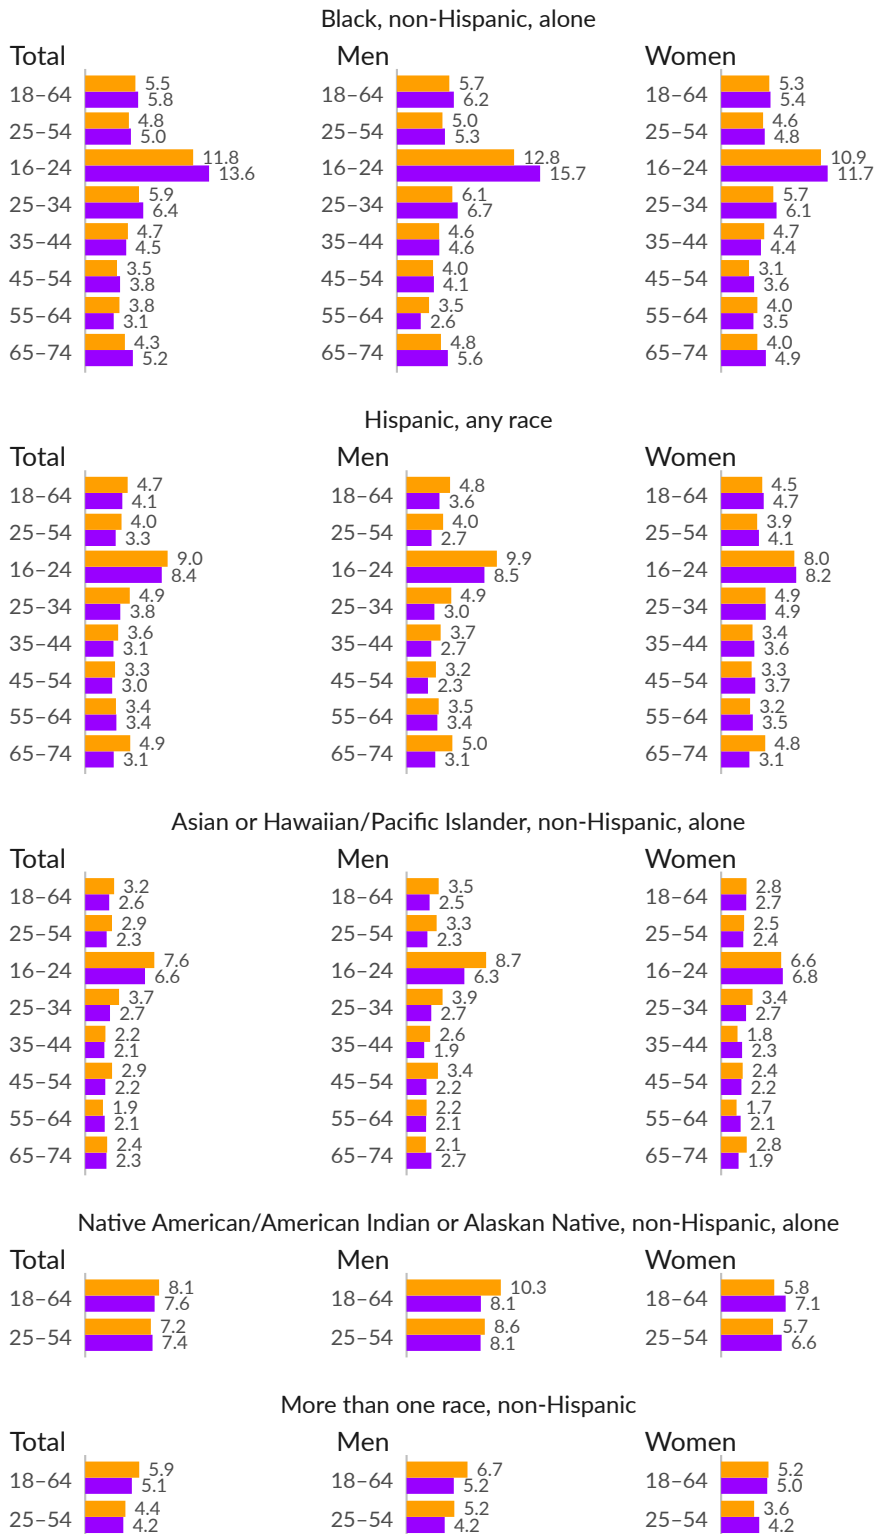 Black, non-Hispanic, alone
Total Men Women
18–64 5.5 5.8 18–64 5.7 6.2 18–64 5.3 5.4
25–54 4.8 5.0 25–54 5.0 5.3 25–54 4.6 4.8
16–24 11.8 13.6 16–24 12.8 15.7 16–24 10.9 11.7
25–34 5.9 6.4 25–34 6.1 6.7 25–34 5.7 6.1
35–44 4.7 4.5 35–44 4.6 4.6 35–44 4.7 4.4
45–54 3.5 3.8 45–54 4.0 4.1 45–54 3.1 3.6
55–64 3.8 3.1 55–64 3.5 2.6 55–64 4.0 3.5
65–74 4.3 5.2 65–74 4.8 5.6 65–74 4.0 4.9
Hispanic, any race
Total Men Women
18–64 4.7 4.1 18–64 4.8 3.6 18–64 4.5 4.7
25–54 4.0 3.3 25–54 4.0 2.7 25–54 3.9 4.1
16–24 9.0 8.4 16–24 9.9 8.5 16–24 8.0 8.2
25–34 4.9 3.8 25–34 4.9 3.0 25–34 4.9 4.9
35–44 3.6 3.1 35–44 3.7 2.7 35–44 3.4 3.6
45–54 3.3 3.0 45–54 3.2 2.3 45–54 3.3 3.7
55–64 3.4 3.4 55–64 3.5 3.4 55–64 3.2 3.5
65–74 4.9 3.1 65–74 5.0 3.1 65–74 4.8 3.1
Asian or Hawaiian/Pacific Islander, non-Hispanic, alone
Total Men Women
18–64 3.2 2.6 18–64 3.5 2.5 18–64 2.8 2.7
25–54 2.9 2.3 25–54 3.3 2.3 25–54 2.5 2.4
16–24 7.6 6.6 16–24 8.7 6.3 16–24 6.6 6.8
25–34 3.7 2.7 25–34 3.9 2.7 25–34 3.4 2.7
35–44 2.2 2.1 35–44 2.6 1.9 35–44 1.8 2.3
45–54 2.9 2.2 45–54 3.4 2.2 45–54 2.4 2.2
55–64 1.9 2.1 55–64 2.2 2.1 55–64 1.7 2.1
65–74 2.4 2.3 65–74 2.1 2.7 65–74 2.8 1.9
Native American/American Indian or Alaskan Native, non-Hispanic, alone
Total Men Women
18–64 8.1 7.6 18–64 10.3 8.1 18–64 5.8 7.1
25–54 7.2 7.4 25–54 8.6 8.1 25–54 5.7 6.6
More than one race, non-Hispanic
Total Men Women
18–64 5.9 5.1 18–64 6.7 5.2 18–64 5.2 5.0
25–54 4.4 4.2 25–54 5.2 4.2 25–54 3.6 4.2